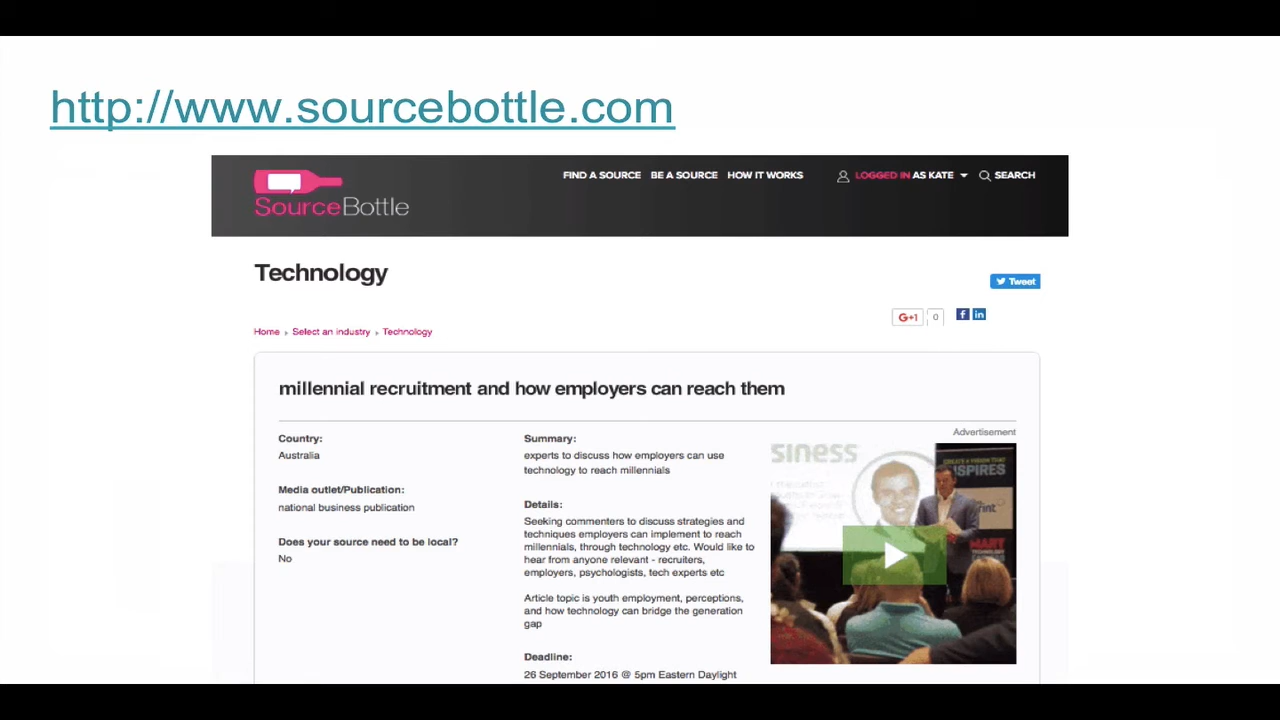 http://www.sourcebottle.com
FIND A SOURCE BE A SOURCE HOW IT WORKS LOGGED IN AS KATE SEARCH
SourceBottle
Technology
Tweet
G+1 0 f in
Home Select an industry Technology
millennial recruitment and how employers can reach them
Advertisement
Country:
Australia
Media outlet/Publication:
national business publication
Does your source need to be local?
No
Summary:
experts to discuss how employers can use
technology to reach millennials
Details:
Seeking commenters to discuss strategies and
techniques employers can implement to reach
millennials, through technology etc. Would like to
hear from anyone relevant - recruiters,
employers, psychologists, tech experts etc
Article topic is youth employment, perceptions,
and how technology can bridge the generation
gap
Deadline:
26 September 2016 @ 5pm Eastern Daylight
siness
CREATE A VISION THAT
NSPIRES